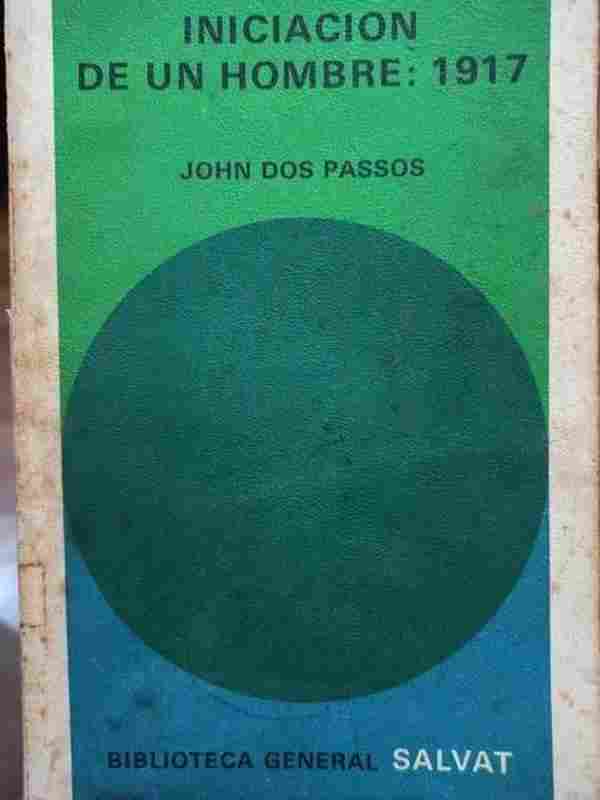 INICIACION
DE UN HOMBRE: 1917
JOHN DOS PASSOS
BIBLIOTECA GENERAL SALVAT